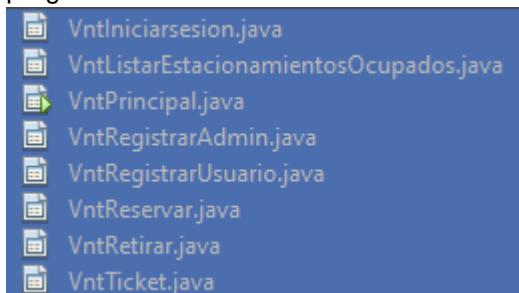 VntIniciarsesion.java
VntListarEstacionamientosOcupados.java
VntPrincipal.java
VntRegistrarAdmin.java
VntRegistrarUsuario.java
VntReservar.java
VntRetirar.java
VntTicket.java